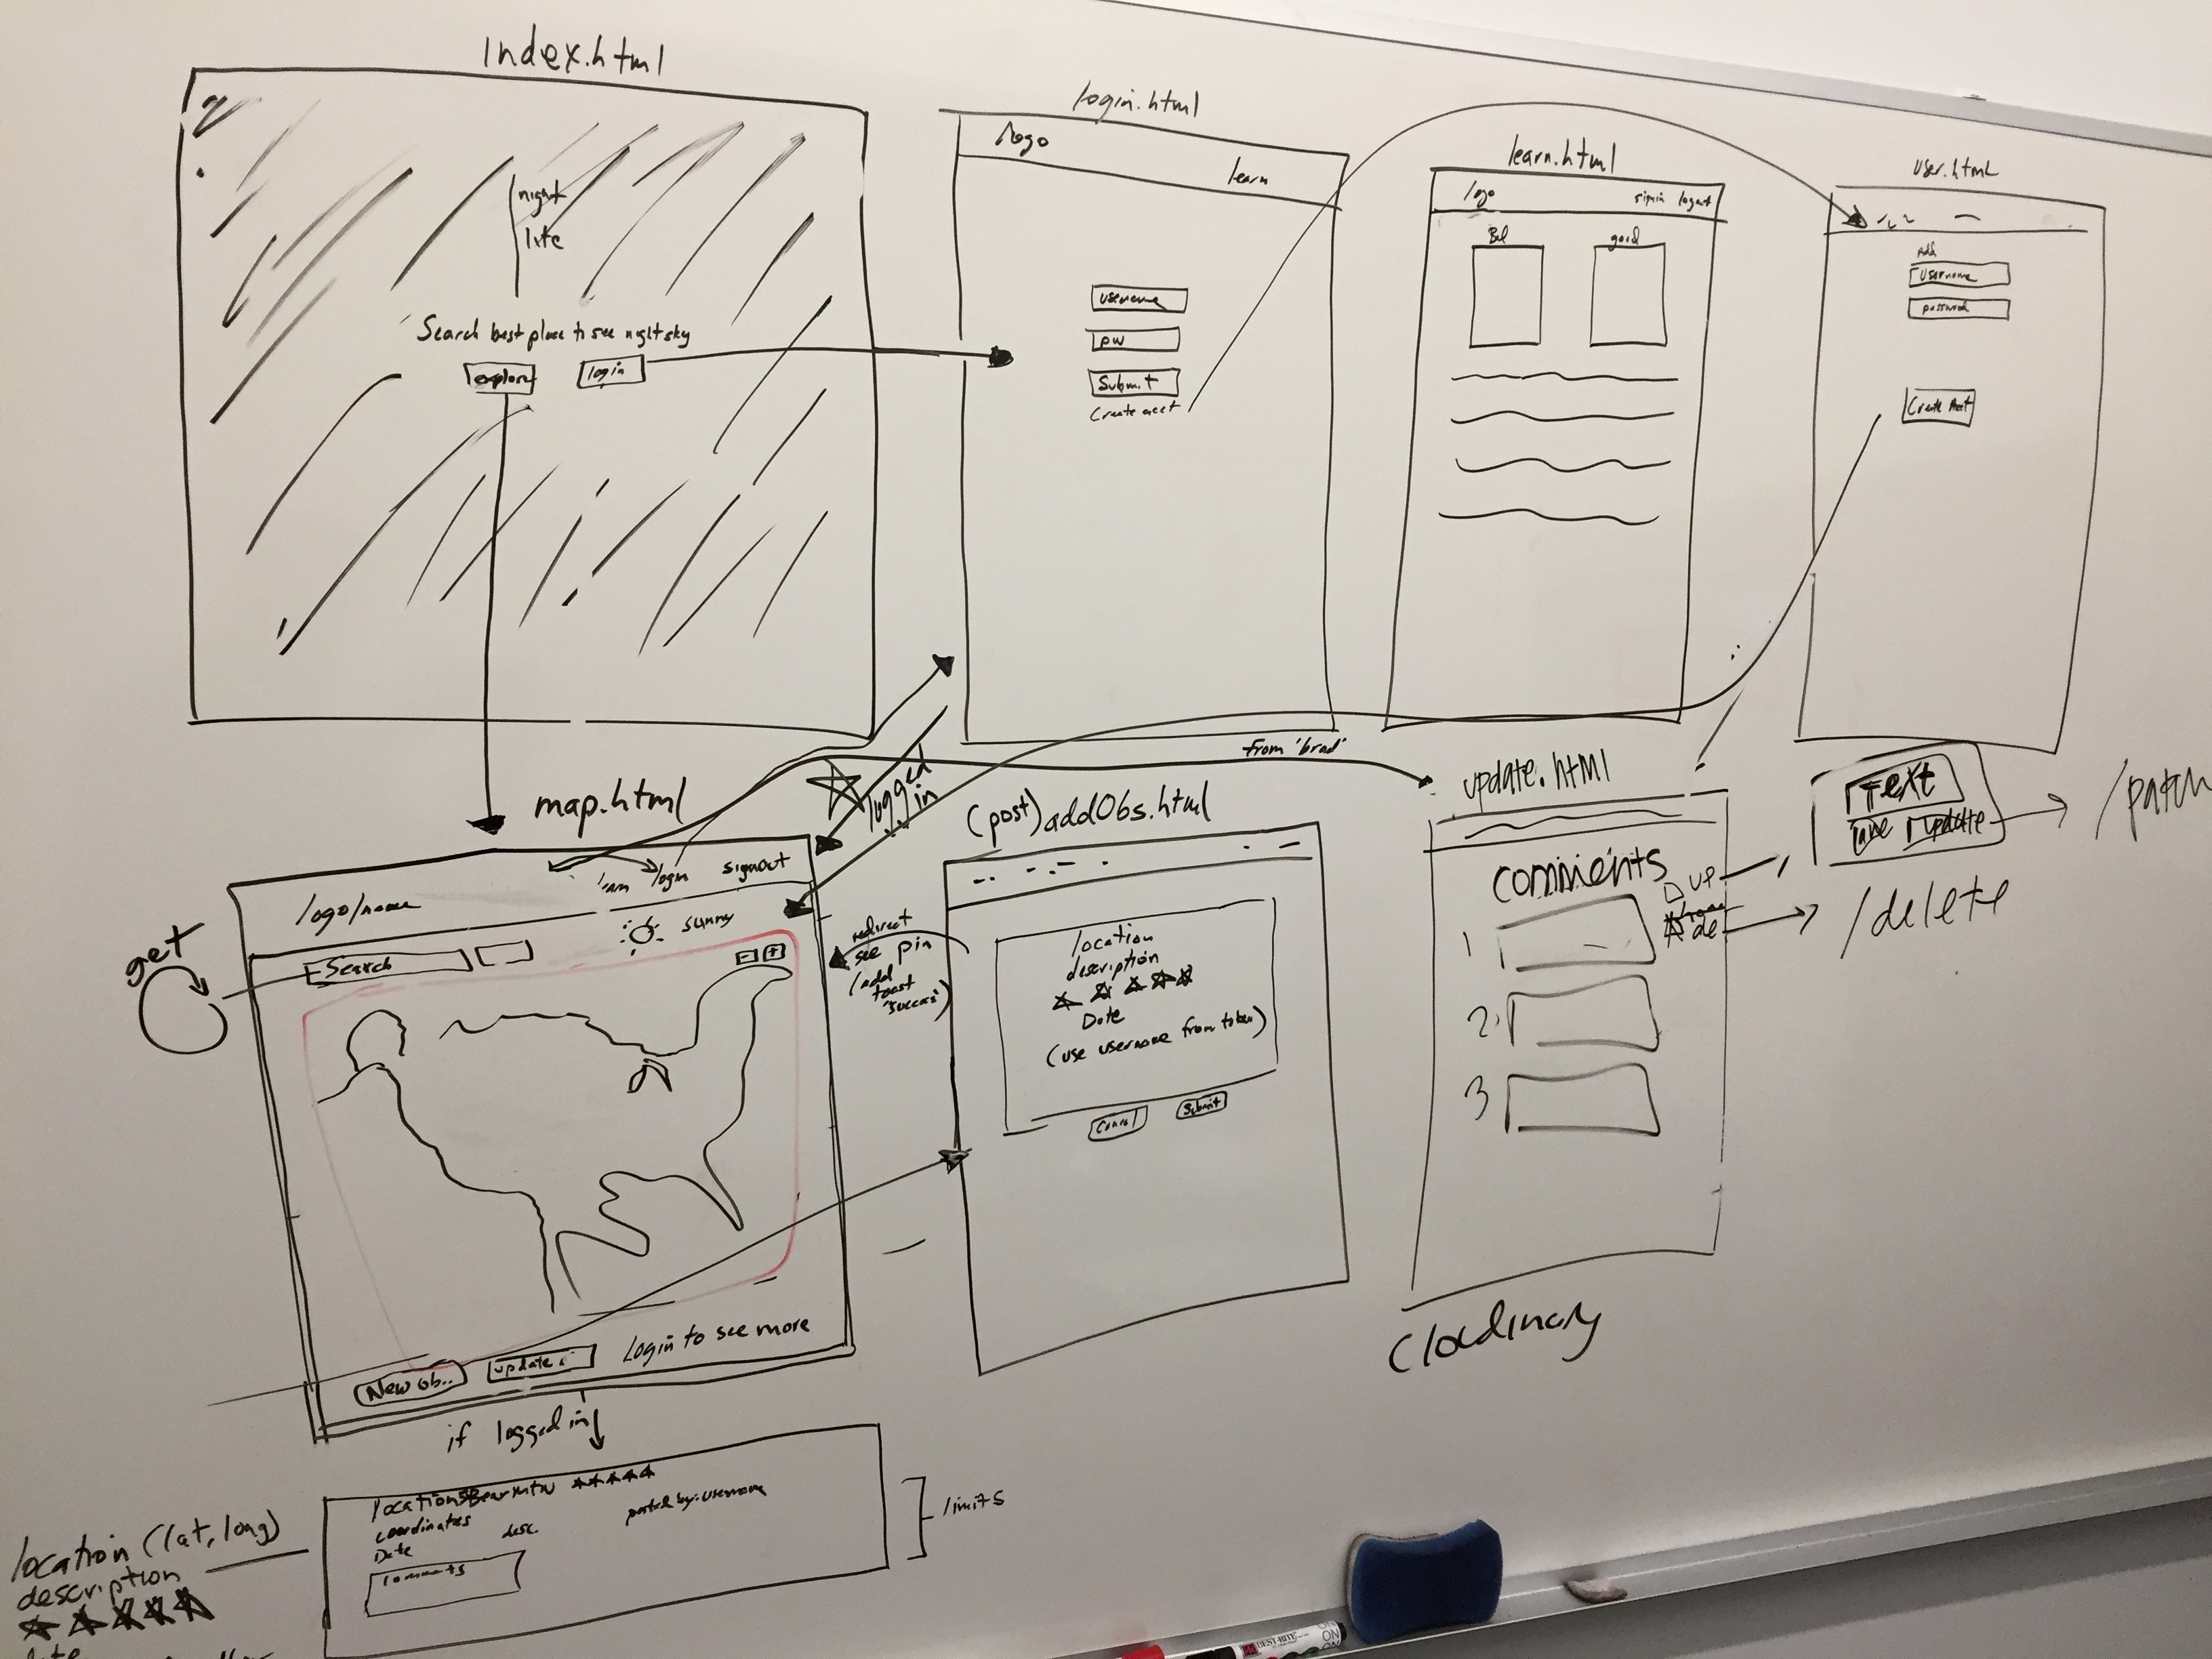 Index.html
night
lite
Search best place to see night sky
explore
login
login.html
logo
learn
username
pw
Submit
Create acct
learn.html
logo
signin logout
Bad
good
user.html
Add
Username
password
Create Acct
map.html
logo/name
learn login signout
sunny
Search
- +
get
New ob..
update
Login to see more
logged
in
from 'brad'
redirect
see pin
(add
toast
"success")
(post) addObs.html
location
description
Date
(use username from token)
Cancel
Submit
update.html
comments
1
2.
3
up
de
Text
update
/patch
/delete
Cloudinary
if logged in
location
Bear Mtn
coordinates
Date
desc.
posted by: username
comments
limits
location (lat, long)
description